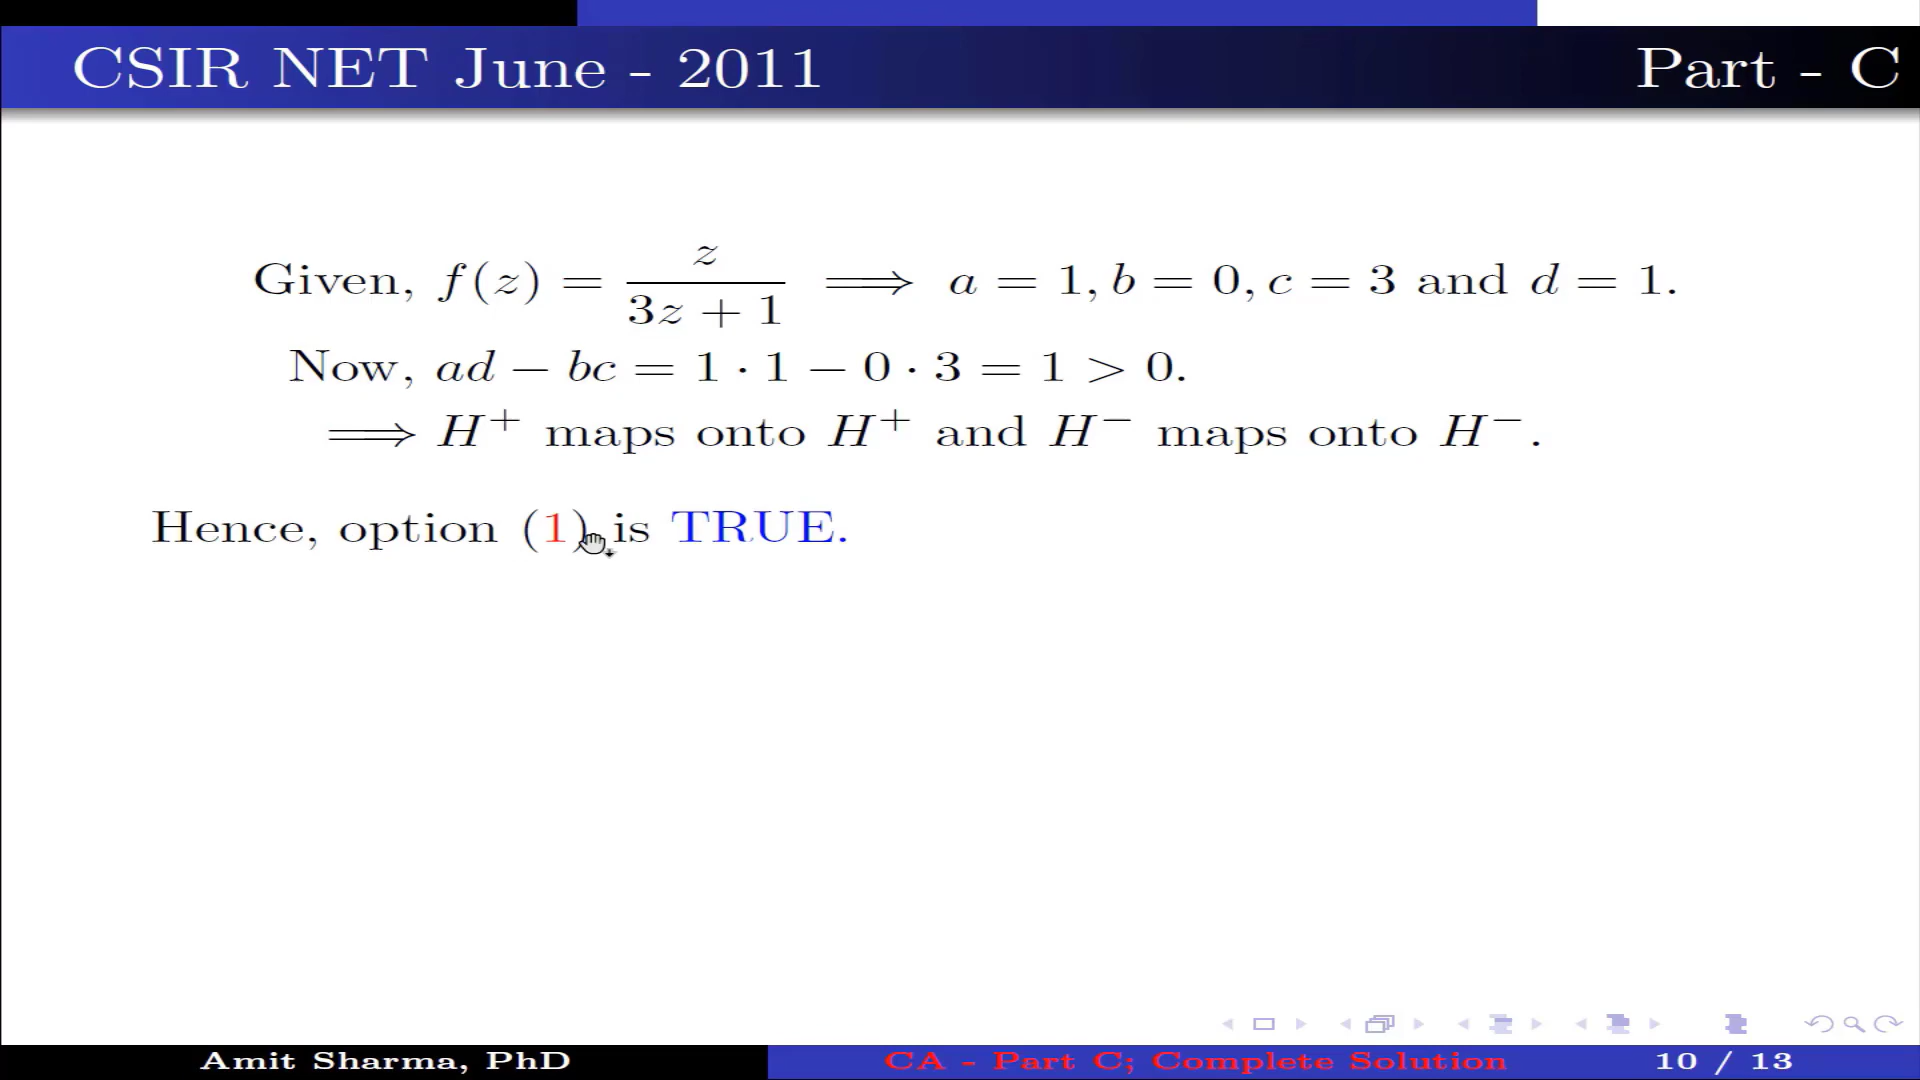 CSIR NET June - 2011 Part - C
Given, f(z) = z / (3z + 1) ⟹ a = 1, b = 0, c = 3 and d = 1.
Now, ad − bc = 1 · 1 − 0 · 3 = 1 > 0.
⟹ H⁺ maps onto H⁺ and H⁻ maps onto H⁻.
Hence, option (1) is TRUE.
Amit Sharma, PhD CA - Part C; Complete Solution 10 / 13